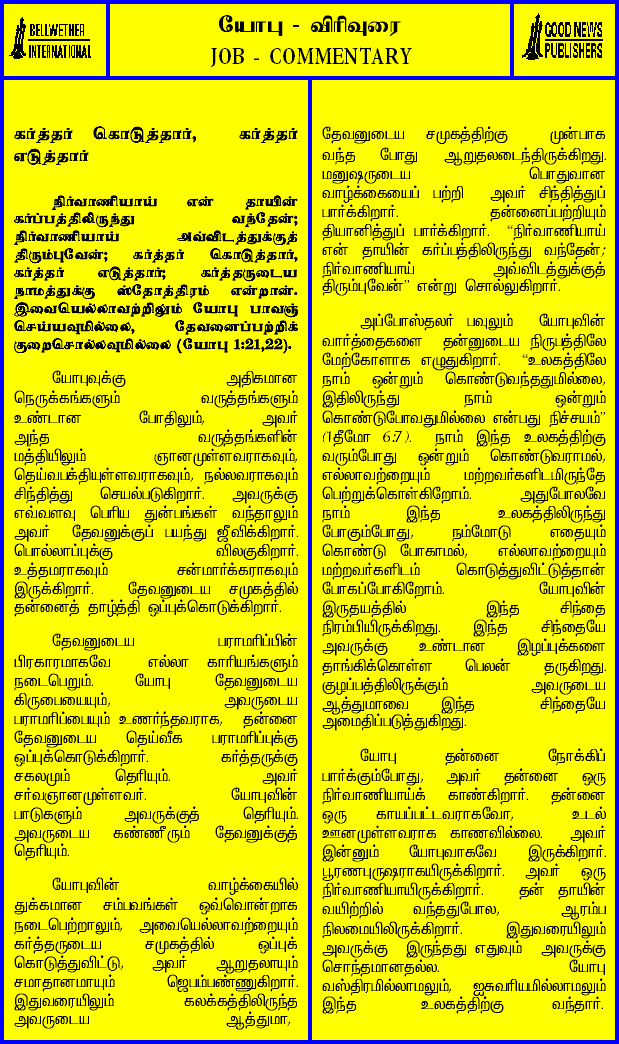 BELLWETHER
INTERNATIONAL
யோபு - விரிவுரை
JOB - COMMENTARY
GOOD NEWS
PUBLISHERS
கர்த்தர் கொடுத்தார், கர்த்தர்
எடுத்தார்
நிர்வாணியாய் என் தாயின்
கர்ப்பத்திலிருந்து வந்தேன்;
நிர்வாணியாய் அவ்விடத்துக்குத்
திரும்புவேன்; கர்த்தர் கொடுத்தார்,
கர்த்தர் எடுத்தார்; கர்த்தருடைய
நாமத்துக்கு ஸ்தோத்திரம் என்றான்.
இவையெல்லாவற்றிலும் யோபு பாவஞ்
செய்யவுமில்லை, தேவனைப்பற்றிக்
குறைசொல்லவுமில்லை (யோபு 1:21,22).
யோபுவுக்கு அதிகமான
நெருக்கங்களும் வருத்தங்களும்
உண்டான போதிலும், அவர்
அந்த வருத்தங்களின்
மத்தியிலும் ஞானமுள்ளவராகவும்,
தெய்வபக்தியுள்ளவராகவும், நல்லவராகவும்
சிந்தித்து செயல்படுகிறார். அவருக்கு
எவ்வளவு பெரிய துன்பங்கள் வந்தாலும்
அவர் தேவனுக்குப் பயந்து ஜீவிக்கிறார்.
பொல்லாப்புக்கு விலகுகிறார்.
உத்தமராகவும் சன்மார்க்கராகவும்
இருக்கிறார். தேவனுடைய சமுகத்தில்
தன்னைத் தாழ்த்தி ஒப்புக்கொடுக்கிறார்.
தேவனுடைய பராமரிப்பின்
பிரகாரமாகவே எல்லா காரியங்களும்
நடைபெறும். யோபு தேவனுடைய
கிருபையையும், அவருடைய
பராமரிப்பையும் உணர்ந்தவராக, தன்னை
தேவனுடைய தெய்வீக பராமரிப்புக்கு
ஒப்புக்கொடுக்கிறார். கர்த்தருக்கு
சகலமும் தெரியும். அவர்
சர்வஞானமுள்ளவர். யோபுவின்
பாடுகளும் அவருக்குத் தெரியும்.
அவருடைய கண்ணீரும் தேவனுக்குத்
தெரியும்.
யோபுவின் வாழ்க்கையில்
துக்கமான சம்பவங்கள் ஒவ்வொன்றாக
நடைபெற்றாலும், அவையெல்லாவற்றையும்
கர்த்தருடைய சமுகத்தில் ஒப்புக்
கொடுத்துவிட்டு, அவர் ஆறுதலாயும்
சமாதானமாயும் ஜெபம்பண்ணுகிறார்.
இதுவரையிலும் கலக்கத்திலிருந்த
அவருடைய ஆத்துமா,
தேவனுடைய சமுகத்திற்கு முன்பாக
வந்த போது ஆறுதலடைந்திருக்கிறது.
மனுஷருடைய பொதுவான
வாழ்க்கையைப் பற்றி அவர் சிந்தித்துப்
பார்க்கிறார். தன்னைப்பற்றியும்
தியானித்துப் பார்க்கிறார். “நிர்வாணியாய்
என் தாயின் கர்ப்பத்திலிருந்து வந்தேன்;
நிர்வாணியாய் அவ்விடத்துக்குத்
திரும்புவேன்” என்று சொல்லுகிறார்.
அப்போஸ்தலர் பவுலும் யோபுவின்
வார்த்தைகளை தன்னுடைய நிருபத்திலே
மேற்கோளாக எழுதுகிறார். “உலகத்திலே
நாம் ஒன்றும் கொண்டுவந்ததுமில்லை,
இதிலிருந்து நாம் ஒன்றும்
கொண்டுபோவதுமில்லை என்பது நிச்சயம்”
(1தீமோ 6:7). நாம் இந்த உலகத்திற்கு
வரும்போது ஒன்றும் கொண்டுவராமல்,
எல்லாவற்றையும் மற்றவர்களிடமிருந்தே
பெற்றுக்கொள்கிறோம். அதுபோலவே
நாம் இந்த உலகத்திலிருந்து
போகும்போது, நம்மோடு எதையும்
கொண்டு போகாமல், எல்லாவற்றையும்
மற்றவர்களிடம் கொடுத்துவிட்டுத்தான்
போகப்போகிறோம். யோபுவின்
இருதயத்தில் இந்த சிந்தை
நிரம்பியிருக்கிறது. இந்த சிந்தையே
அவருக்கு உண்டான இழப்புக்களை
தாங்கிக்கொள்ள பெலன் தருகிறது.
குழப்பத்திலிருக்கும் அவருடைய
ஆத்துமாவை இந்த சிந்தையே
அமைதிப்படுத்துகிறது.
யோபு தன்னை நோக்கிப்
பார்க்கும்போது, அவர் தன்னை ஒரு
நிர்வாணியாய்க் காண்கிறார். தன்னை
ஒரு காயப்பட்டவராகவோ, உடல்
ஊனமுள்ளவராக காணவில்லை. அவர்
இன்னும் யோபுவாகவே இருக்கிறார்.
பூரணபுருஷராகயிருக்கிறார். அவர் ஒரு
நிர்வாணியாயிருக்கிறார். தன் தாயின்
வயிற்றில் வந்ததுபோல, ஆரம்ப
நிலமையிலிருக்கிறார். இதுவரையிலும்
அவருக்கு இருந்தது எதுவும் அவருக்கு
சொந்தமானதல்ல. யோபு
வஸ்திரமில்லாமலும், ஐசுவரியமில்லாமலும்
இந்த உலகத்திற்கு வந்தார்.